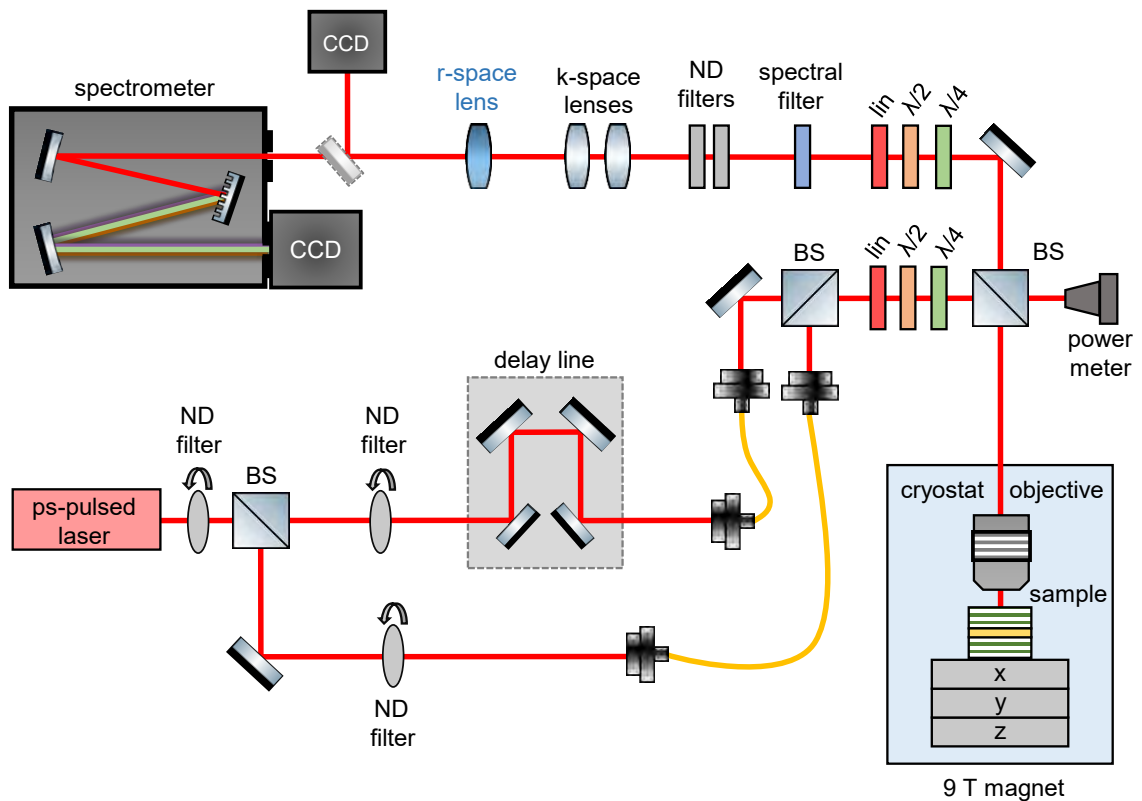 CCD
spectrometer
r-space
lens
k-space
lenses
ND
filters
spectral
filter
lin
λ/2
λ/4
CCD
BS
lin
λ/2
λ/4
BS
power
meter
delay line
ND
filter
BS
ND
filter
ps-pulsed
laser
ND
filter
cryostat
objective
sample
x
y
z
9 T magnet